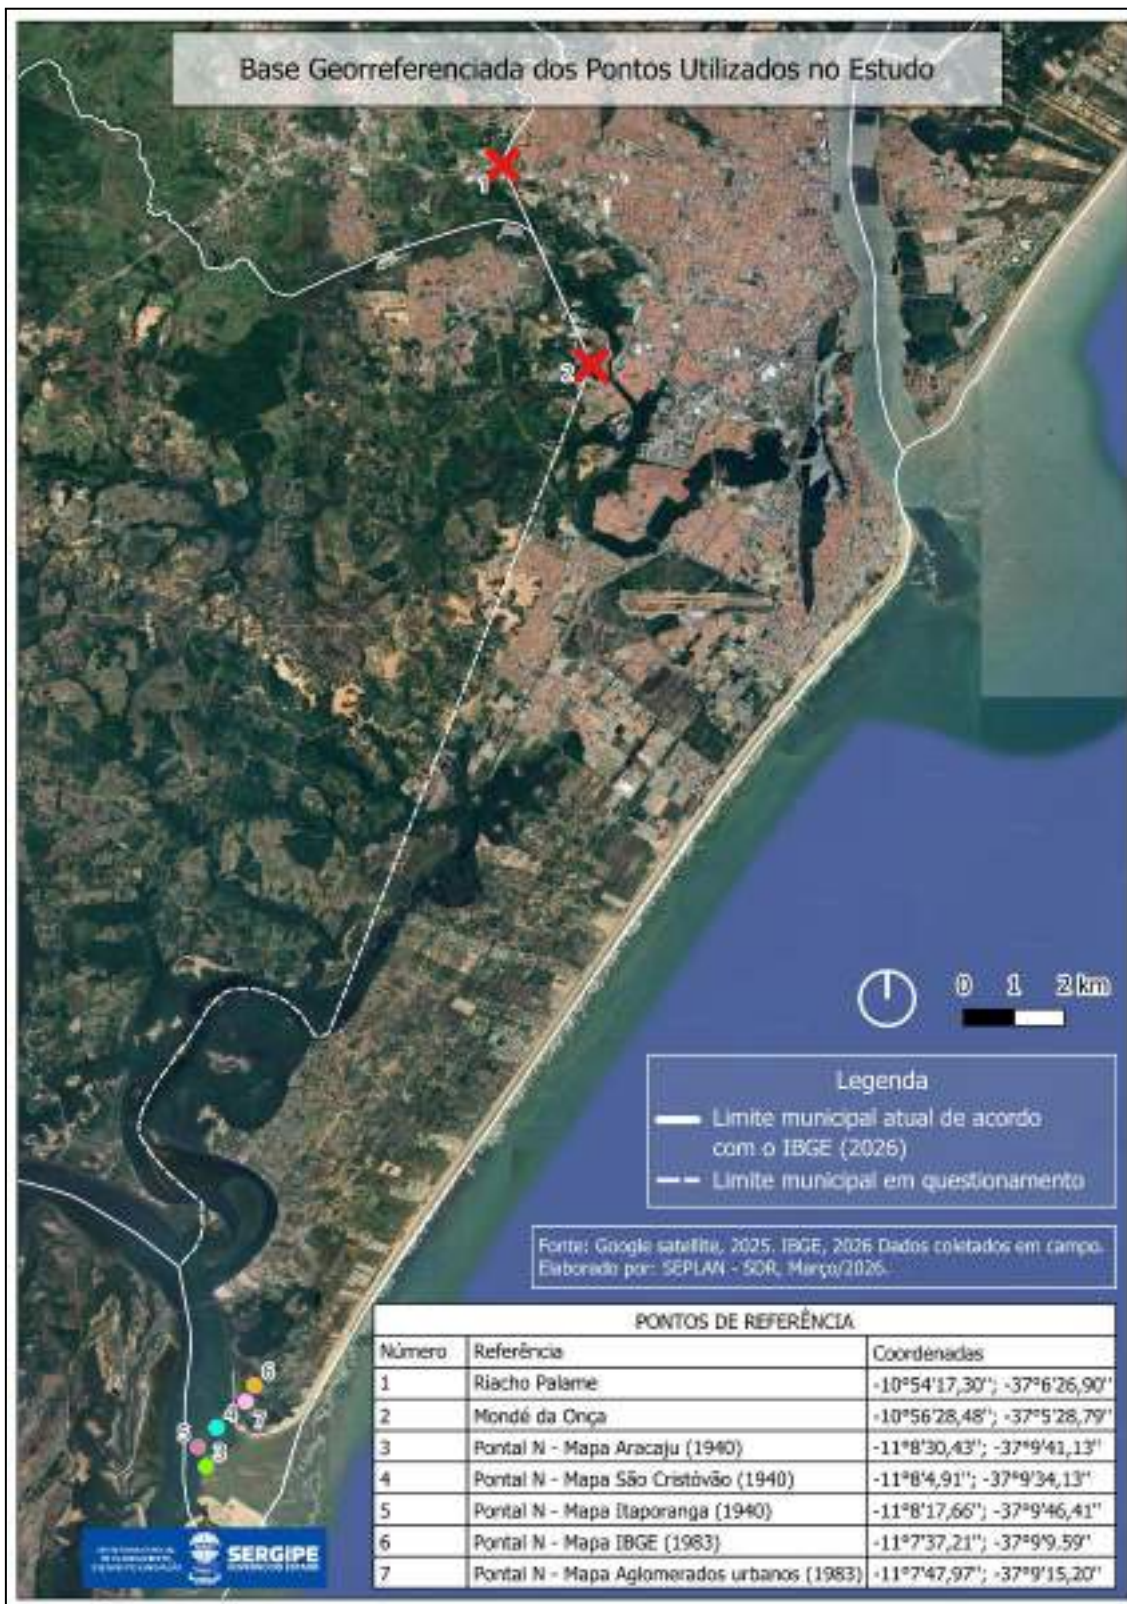 Base Georreferenciada dos Pontos Utilizados no Estudo
1
2
0 1 2 km
Legenda
Limite municipal atual de acordo
com o IBGE (2026)
Limite municipal em questionamento
Fonte: Google satellite, 2025. IBGE, 2026 Dados coletados em campo.
Elaborado por: SEPLAN - SDR, Março/2026.
6
4 7
5
3
PONTOS DE REFERÊNCIA
Número Referência Coordenadas
1 Riacho Palame -10°54'17,30"; -37°6'26,90"
2 Mondé da Onça -10°56'28,48"; -37°5'28,79"
3 Pontal N - Mapa Aracaju (1940) -11°8'30,43"; -37°9'41,13"
4 Pontal N - Mapa São Cristóvão (1940) -11°8'4,91"; -37°9'34,13"
5 Pontal N - Mapa Itaporanga (1940) -11°8'17,66"; -37°9'46,41"
6 Pontal N - Mapa IBGE (1983) -11°7'37,21"; -37°9'9.59"
7 Pontal N - Mapa Aglomerados urbanos (1983) -11°7'47,97"; -37°9'15,20"
SERGIPE
GOVERNO DO ESTADO